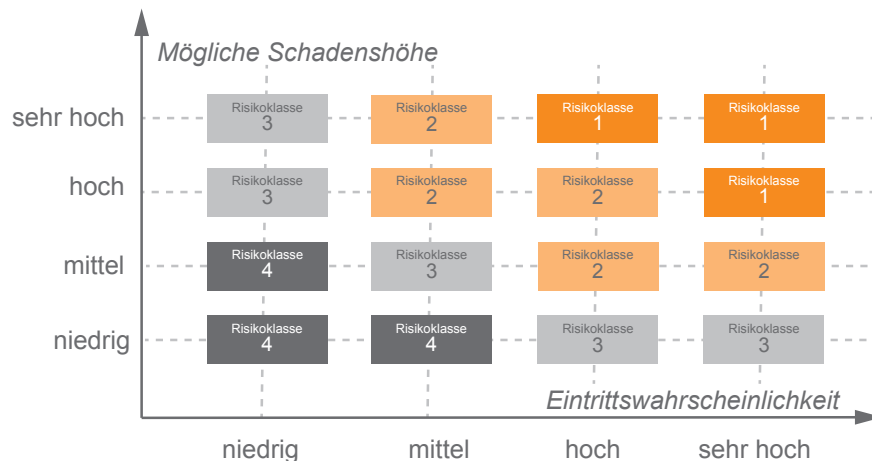 Mögliche Schadenshöhe
sehr hoch
Risikoklasse
3
Risikoklasse
2
Risikoklasse
1
Risikoklasse
1
hoch
Risikoklasse
3
Risikoklasse
2
Risikoklasse
2
Risikoklasse
1
mittel
Risikoklasse
4
Risikoklasse
3
Risikoklasse
2
Risikoklasse
2
niedrig
Risikoklasse
4
Risikoklasse
4
Risikoklasse
3
Risikoklasse
3
Eintrittswahrscheinlichkeit
niedrig
mittel
hoch
sehr hoch